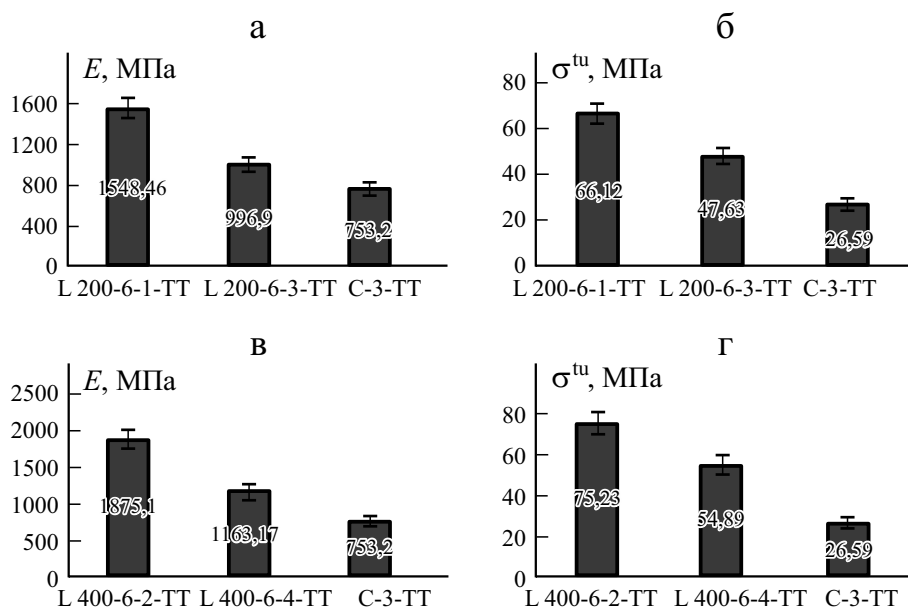 а
E, МПа
1600
1200
800
400
0
1548,46
996,9
753,2
L 200-6-1-ТТ L 200-6-3-ТТ С-3-ТТ
б
σᵗᵘ, МПа
80
60
40
20
0
66,12
47,63
26,59
L 200-6-1-ТТ L 200-6-3-ТТ С-3-ТТ
в
E, МПа
2500
2000
1500
1000
500
0
1875,1
1163,17
753,2
L 400-6-2-ТТ L 400-6-4-ТТ С-3-ТТ
г
σᵗᵘ, МПа
80
60
40
20
0
75,23
54,89
26,59
L 400-6-2-ТТ L 400-6-4-ТТ С-3-ТТ